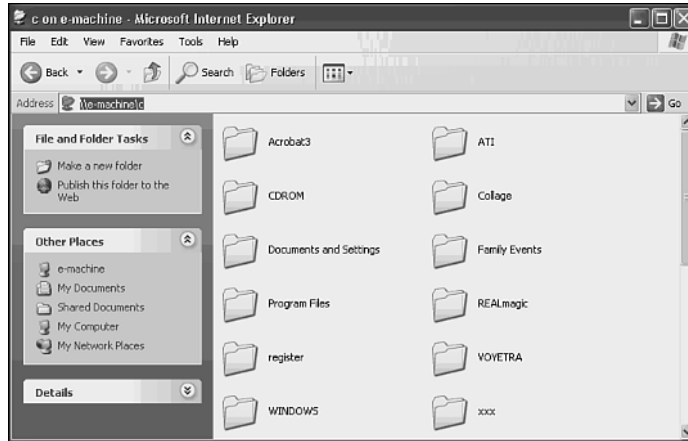 c on e-machine - Microsoft Internet Explorer
File Edit View Favorites Tools Help
Back Search Folders
Address \\e-machine\c Go
File and Folder Tasks
Make a new folder
Publish this folder to the
Web
Other Places
e-machine
My Documents
Shared Documents
My Computer
My Network Places
Details
Acrobat3 ATI
CDROM Collage
Documents and Settings Family Events
Program Files REALmagic
register VOYETRA
WINDOWS xxx